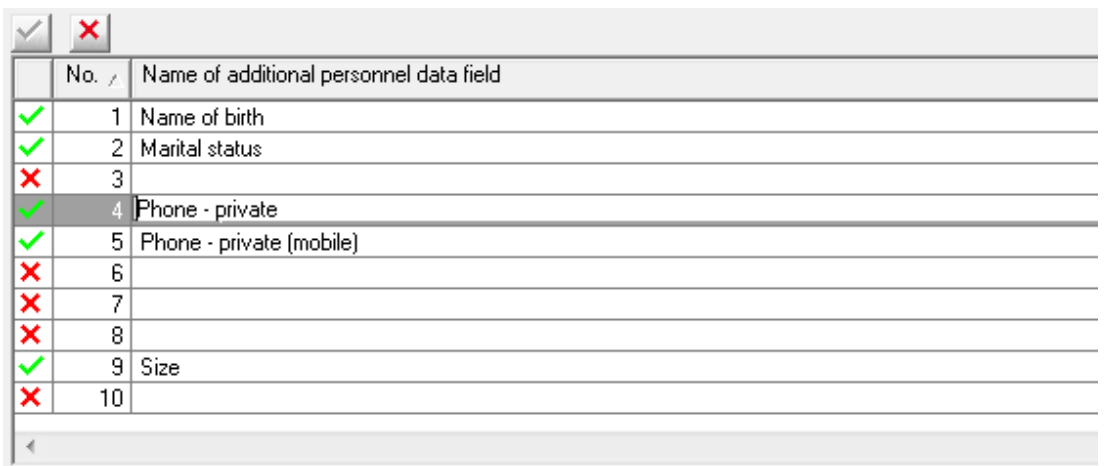 No. Name of additional personnel data field
1 Name of birth
2 Marital status
3
4 Phone - private
5 Phone - private (mobile)
6
7
8
9 Size
10